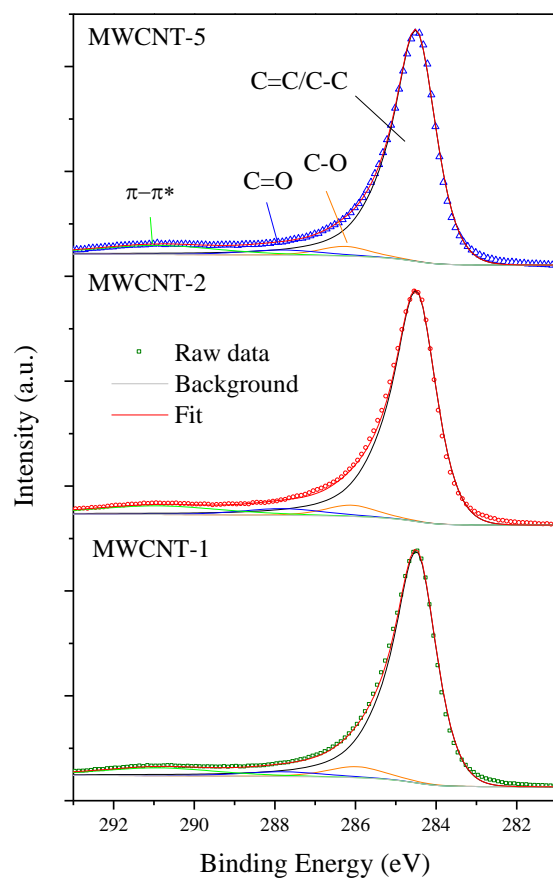 MWCNT-5
C=C/C-C
C-O
C=O
π–π*
MWCNT-2
Raw data
Background
Fit
MWCNT-1
Intensity (a.u.)
292 290 288 286 284 282
Binding Energy (eV)